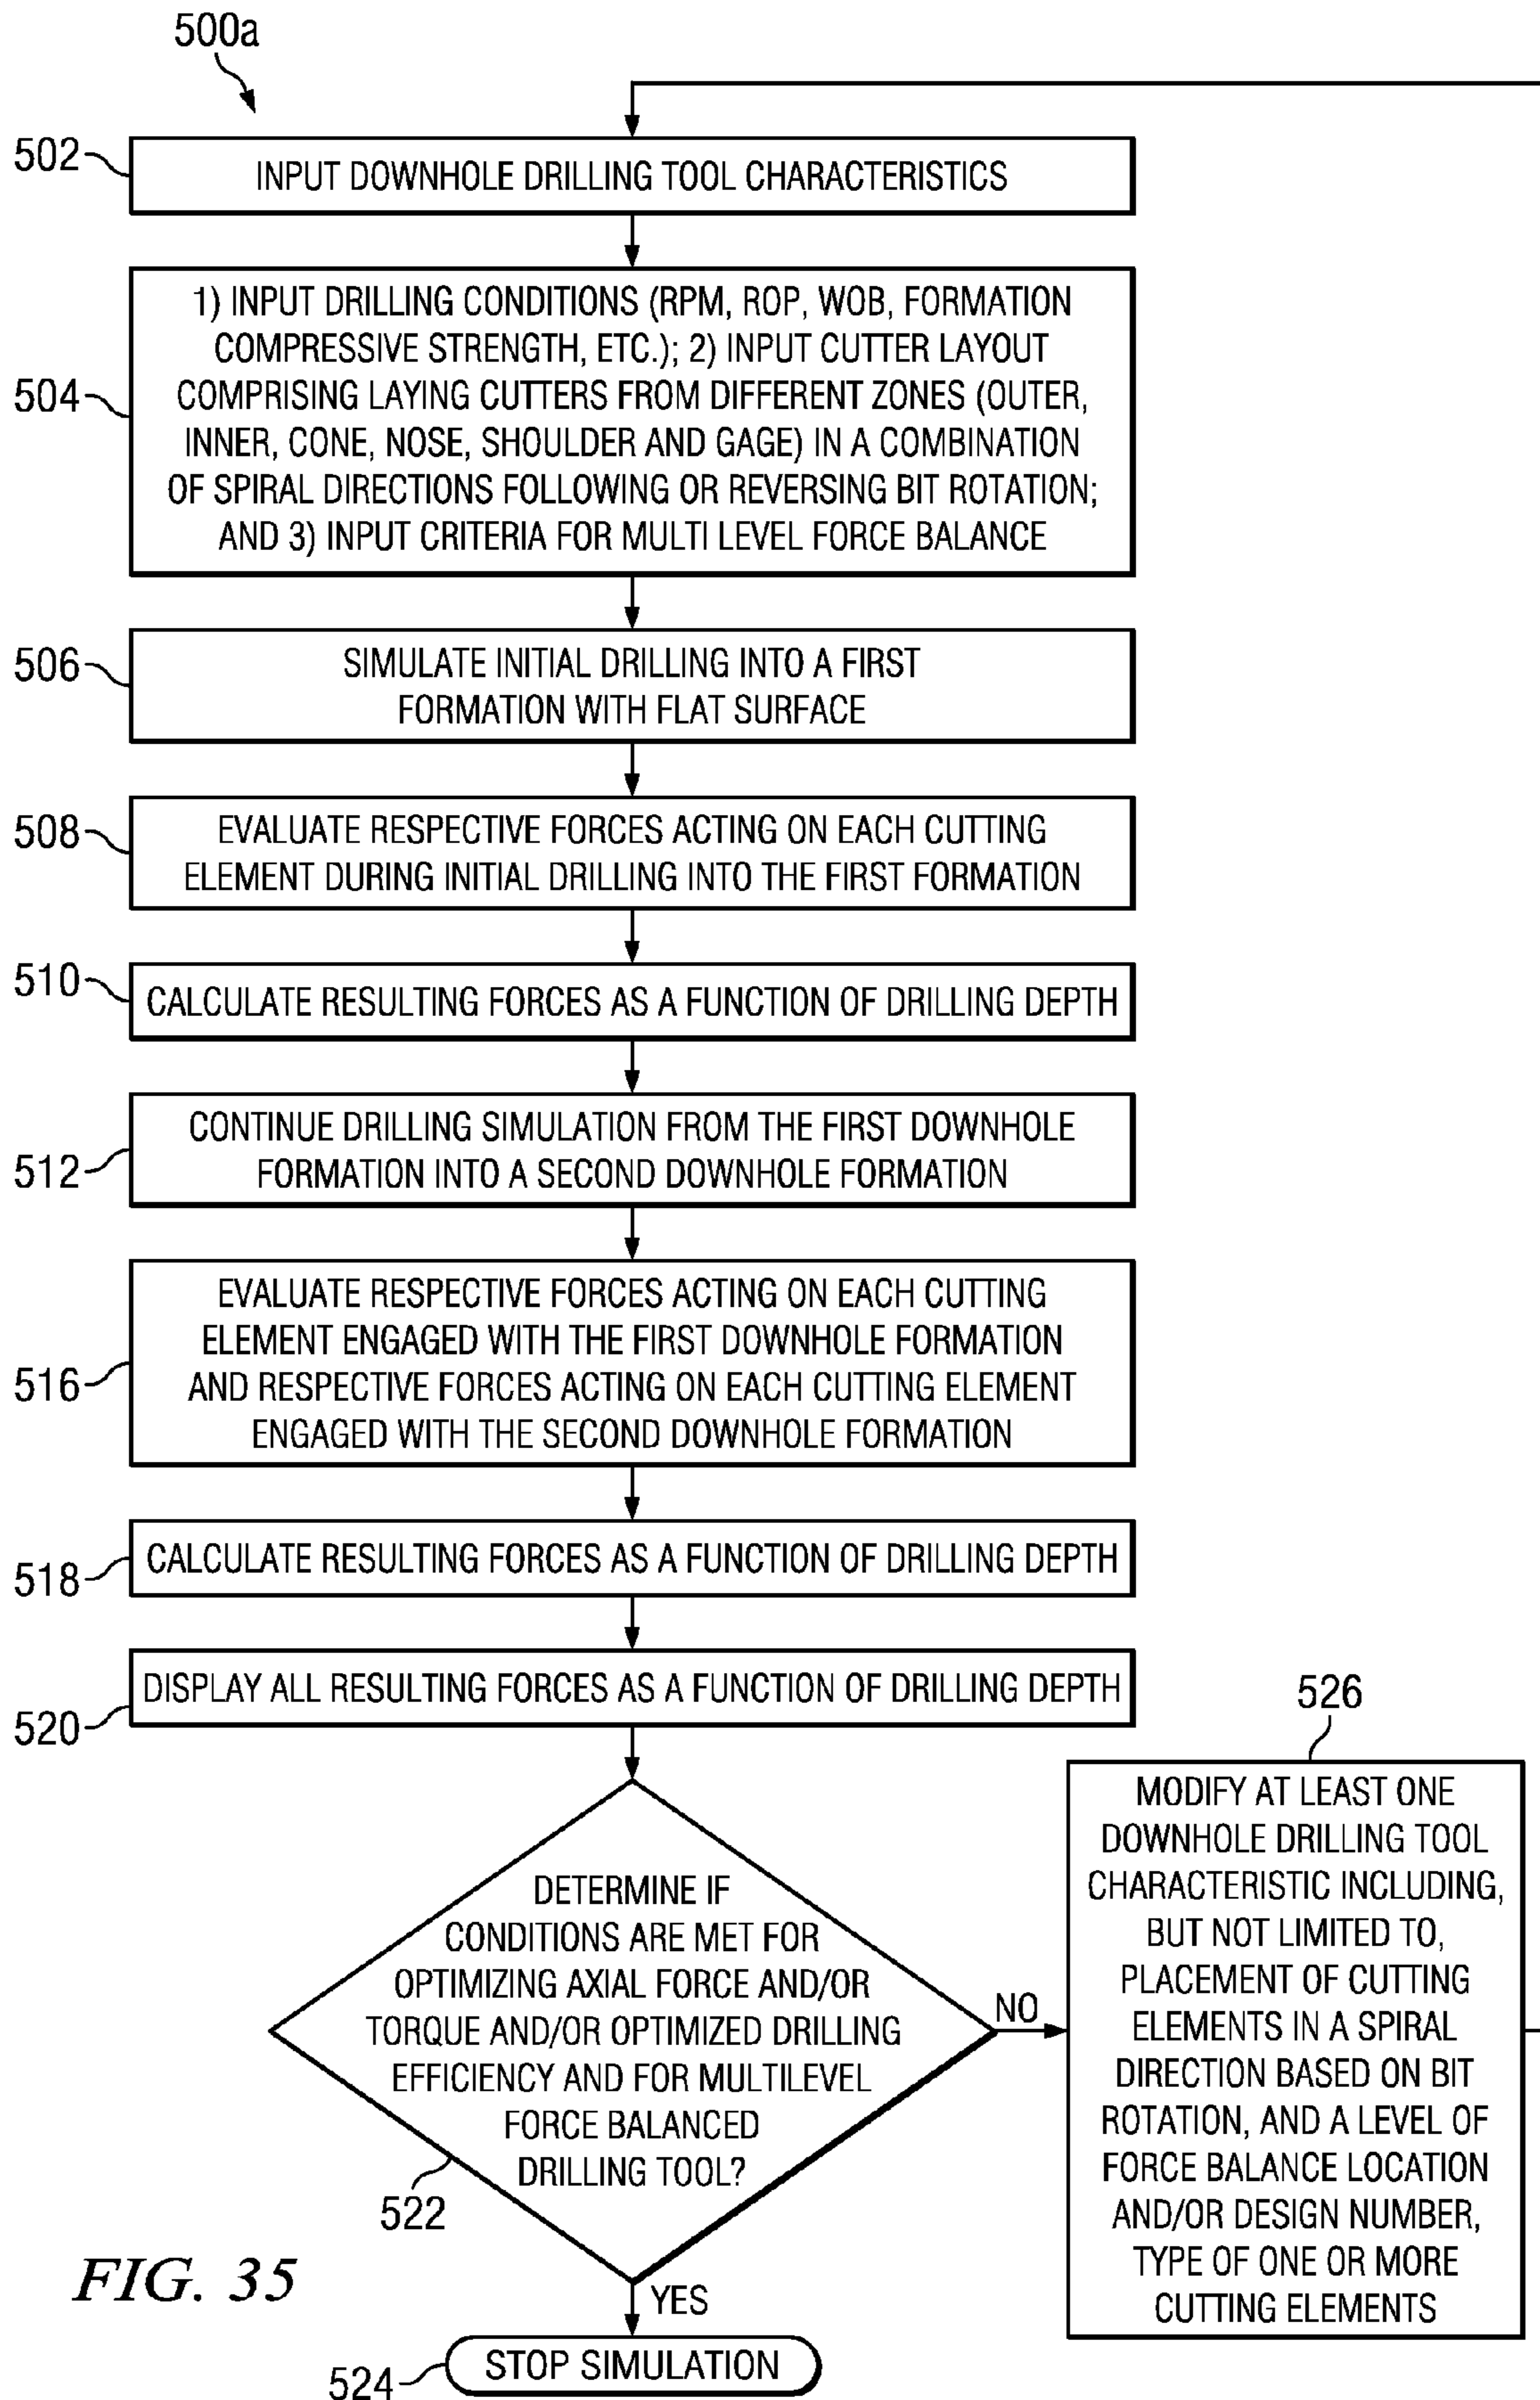 500a
502
INPUT DOWNHOLE DRILLING TOOL CHARACTERISTICS
504
1) INPUT DRILLING CONDITIONS (RPM, ROP, WOB, FORMATION
COMPRESSIVE STRENGTH, ETC.); 2) INPUT CUTTER LAYOUT
COMPRISING LAYING CUTTERS FROM DIFFERENT ZONES (OUTER,
INNER, CONE, NOSE, SHOULDER AND GAGE) IN A COMBINATION
OF SPIRAL DIRECTIONS FOLLOWING OR REVERSING BIT ROTATION;
AND 3) INPUT CRITERIA FOR MULTI LEVEL FORCE BALANCE
506
SIMULATE INITIAL DRILLING INTO A FIRST
FORMATION WITH FLAT SURFACE
508
EVALUATE RESPECTIVE FORCES ACTING ON EACH CUTTING
ELEMENT DURING INITIAL DRILLING INTO THE FIRST FORMATION
510
CALCULATE RESULTING FORCES AS A FUNCTION OF DRILLING DEPTH
512
CONTINUE DRILLING SIMULATION FROM THE FIRST DOWNHOLE
FORMATION INTO A SECOND DOWNHOLE FORMATION
516
EVALUATE RESPECTIVE FORCES ACTING ON EACH CUTTING
ELEMENT ENGAGED WITH THE FIRST DOWNHOLE FORMATION
AND RESPECTIVE FORCES ACTING ON EACH CUTTING ELEMENT
ENGAGED WITH THE SECOND DOWNHOLE FORMATION
518
CALCULATE RESULTING FORCES AS A FUNCTION OF DRILLING DEPTH
520
DISPLAY ALL RESULTING FORCES AS A FUNCTION OF DRILLING DEPTH
522
DETERMINE IF
CONDITIONS ARE MET FOR
OPTIMIZING AXIAL FORCE AND/OR
TORQUE AND/OR OPTIMIZED DRILLING
EFFICIENCY AND FOR MULTILEVEL
FORCE BALANCED
DRILLING TOOL?
NO
526
MODIFY AT LEAST ONE
DOWNHOLE DRILLING TOOL
CHARACTERISTIC INCLUDING,
BUT NOT LIMITED TO,
PLACEMENT OF CUTTING
ELEMENTS IN A SPIRAL
DIRECTION BASED ON BIT
ROTATION, AND A LEVEL OF
FORCE BALANCE LOCATION
AND/OR DESIGN NUMBER,
TYPE OF ONE OR MORE
CUTTING ELEMENTS
YES
524
STOP SIMULATION
FIG. 35